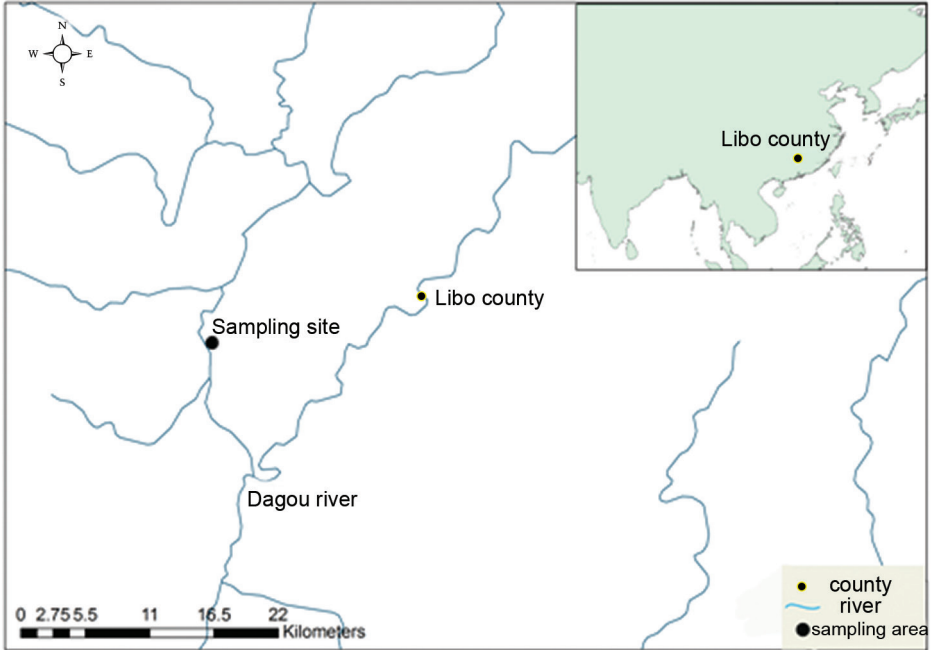 N
W E
S
Libo county
Libo county
Sampling site
Dagou river
0 2.75 5.5 11 16.5 22
Kilometers
county
river
sampling area